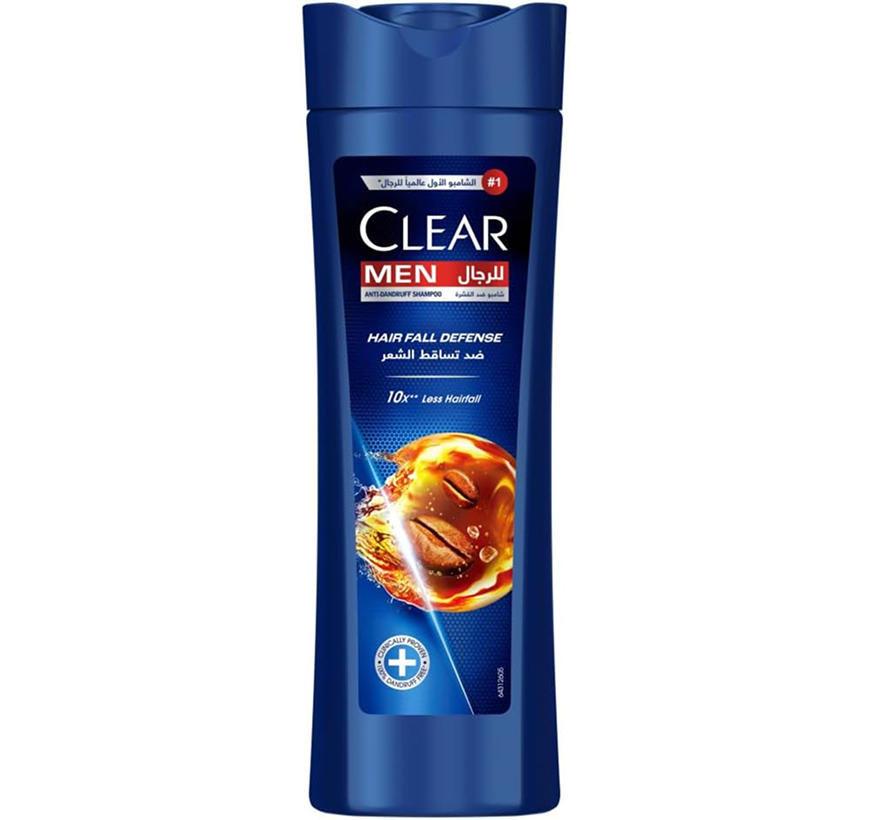 #1 الشامبو الأول عالمياً للرجال*
CLEAR
MEN للرجال
ANTI-DANDRUFF SHAMPOO شامبو ضد القشرة
HAIR FALL DEFENSE
ضد تساقط الشعر
10x** Less Hairfall
CLINICALLY PROVEN
100% DANDRUFF FREE*
64312605